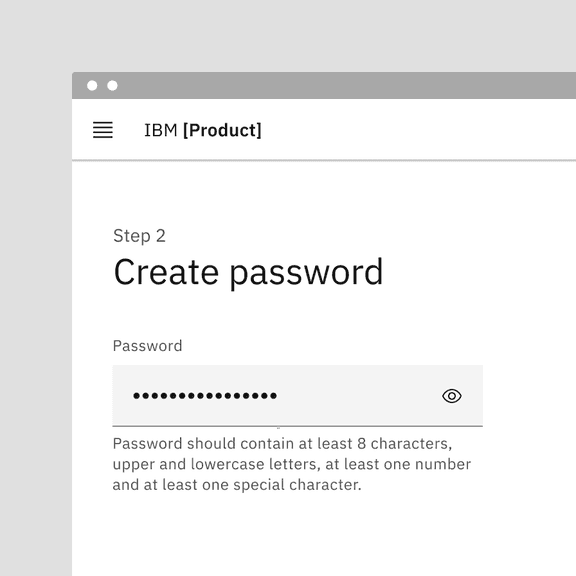 IBM [Product]
Step 2
Create password
Password
••••••••••••••••
Password should contain at least 8 characters,
upper and lowercase letters, at least one number
and at least one special character.